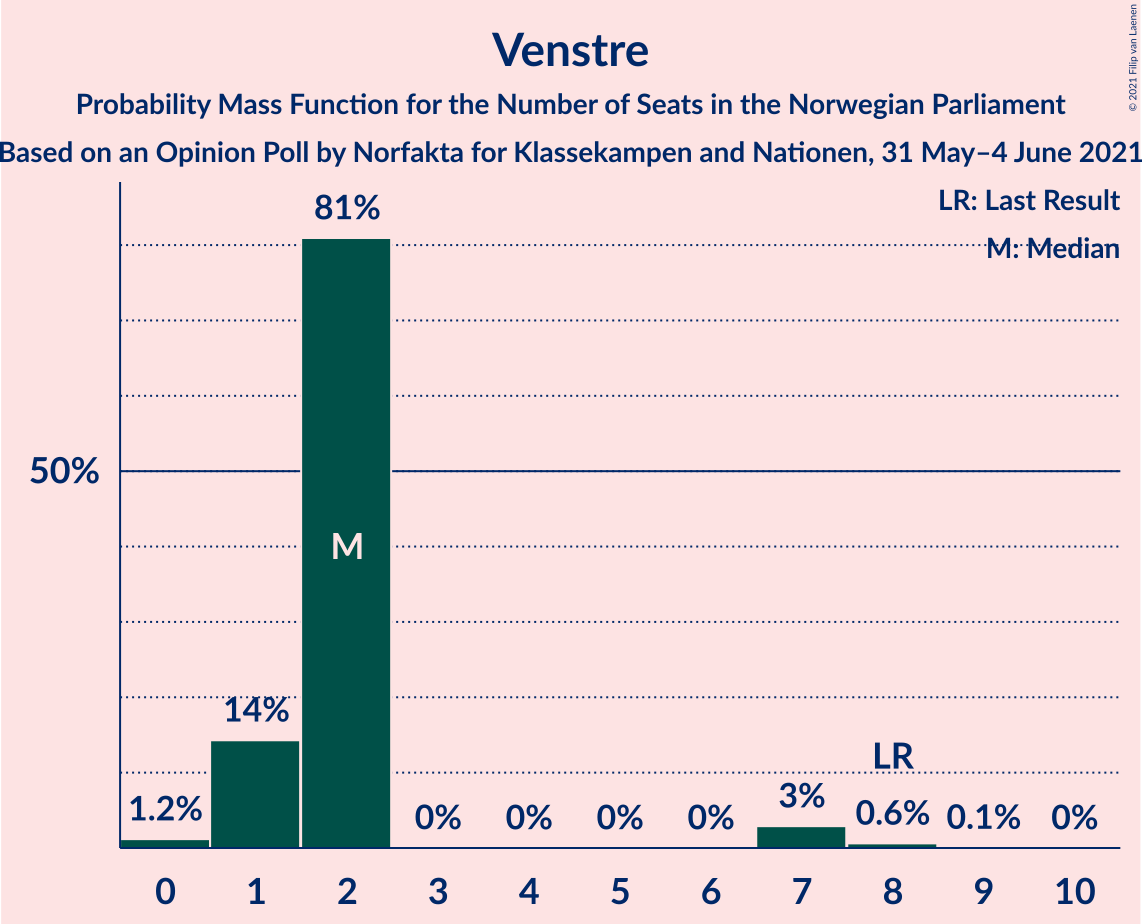 Venstre
Probability Mass Function for the Number of Seats in the Norwegian Parliament
Based on an Opinion Poll by Norfakta for Klassekampen and Nationen, 31 May–4 June 2021
© 2021 Filip van Laenen
LR: Last Result
M: Median
81%
50%
M
14%
LR
1.2%
0%
0%
0%
0%
3%
0.6%
0.1%
0%
0 1 2 3 4 5 6 7 8 9 10